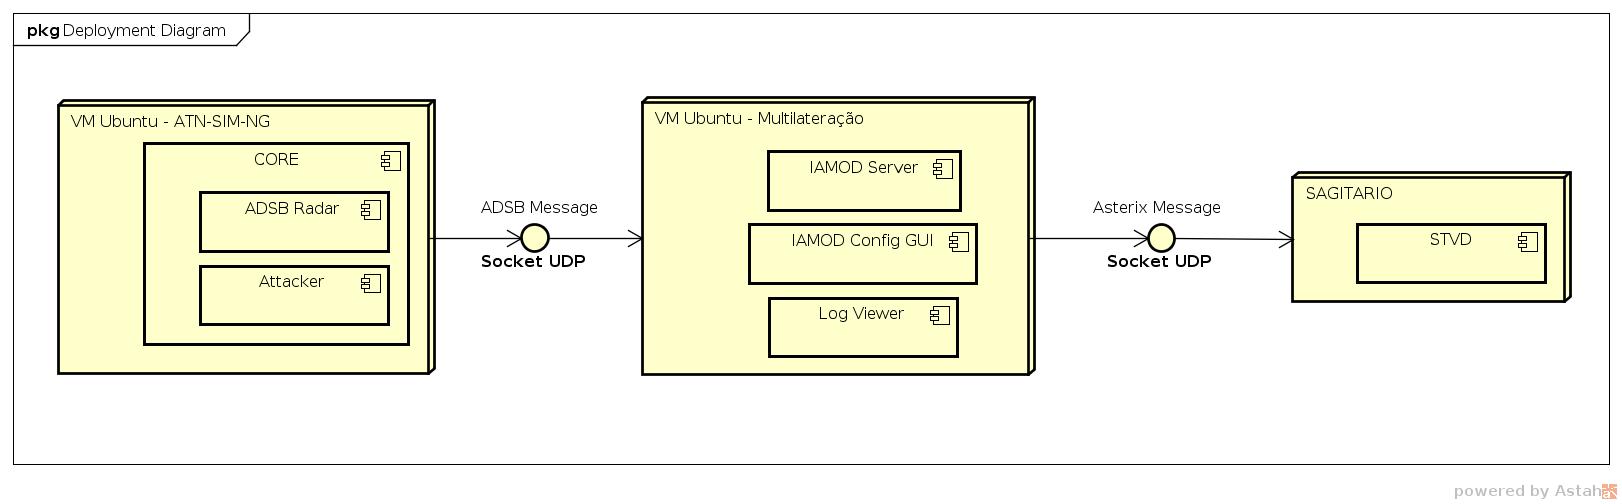 pkg Deployment Diagram
VM Ubuntu - ATN-SIM-NG
CORE
ADSB Radar
Attacker
ADSB Message
Socket UDP
VM Ubuntu - Multilateração
IAMOD Server
IAMOD Config GUI
Log Viewer
Asterix Message
Socket UDP
SAGITARIO
STVD
powered by Astah